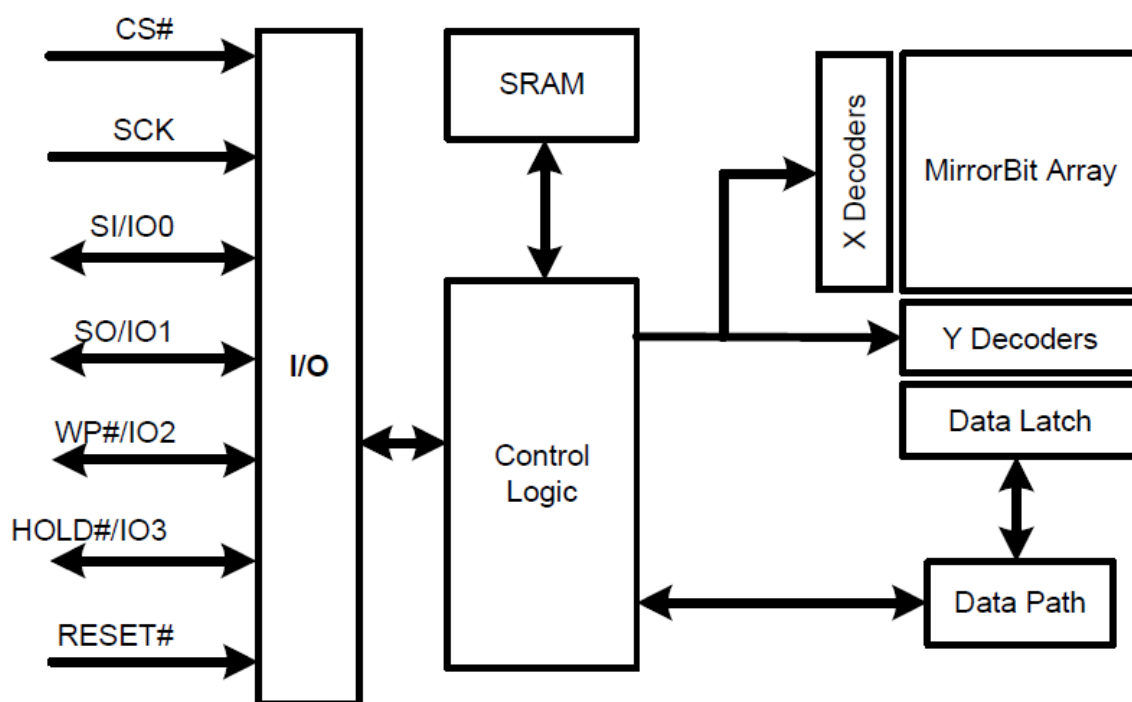 CS#
SCK
SI/IO0
SO/IO1
WP#/IO2
HOLD#/IO3
RESET#
I/O
SRAM
Control
Logic
X Decoders
MirrorBit Array
Y Decoders
Data Latch
Data Path